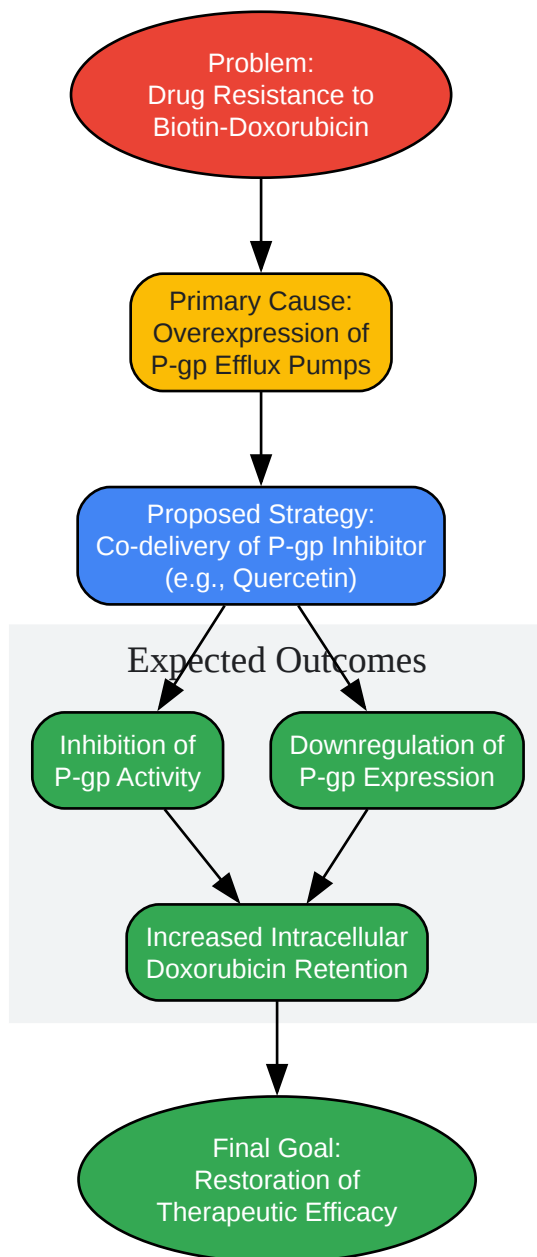 Problem:
Drug Resistance to
Biotin-Doxorubicin
Primary Cause:
Overexpression of
P-gp Efflux Pumps
Proposed Strategy:
Co-delivery of P-gp Inhibitor
(e.g., Quercetin)
Expected Outcomes
Inhibition of
P-gp Activity
Downregulation of
P-gp Expression
Increased Intracellular
Doxorubicin Retention
Final Goal:
Restoration of
Therapeutic Efficacy